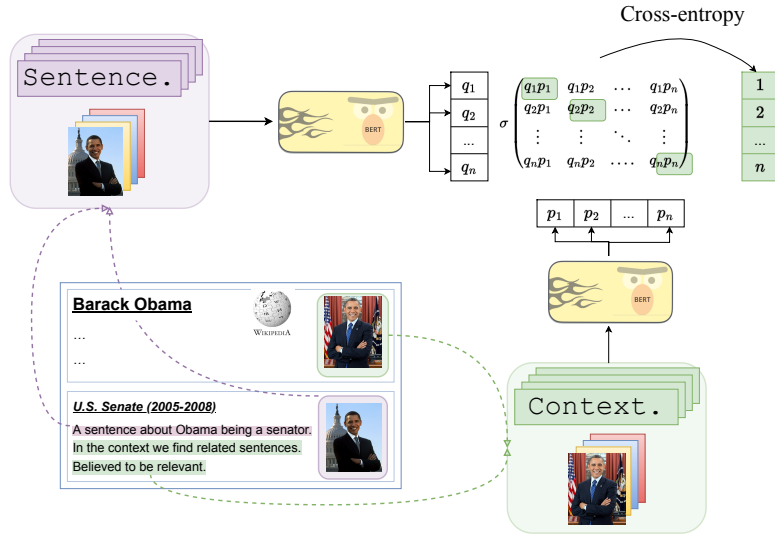 Cross-entropy
Sentence.
BERT
q1
q2
...
qn
σ
q1p1 q1p2 ... q1pn
q2p1 q2p2 ... q2pn
⋮ ⋮ ⋱ ⋮
qnp1 qnp2 .... qnpn
1
2
...
n
p1 p2 ... pn
BERT
Barack Obama
WIKIPEDIA
...
...
U.S. Senate (2005-2008)
A sentence about Obama being a senator.
In the context we find related sentences.
Believed to be relevant.
Context.